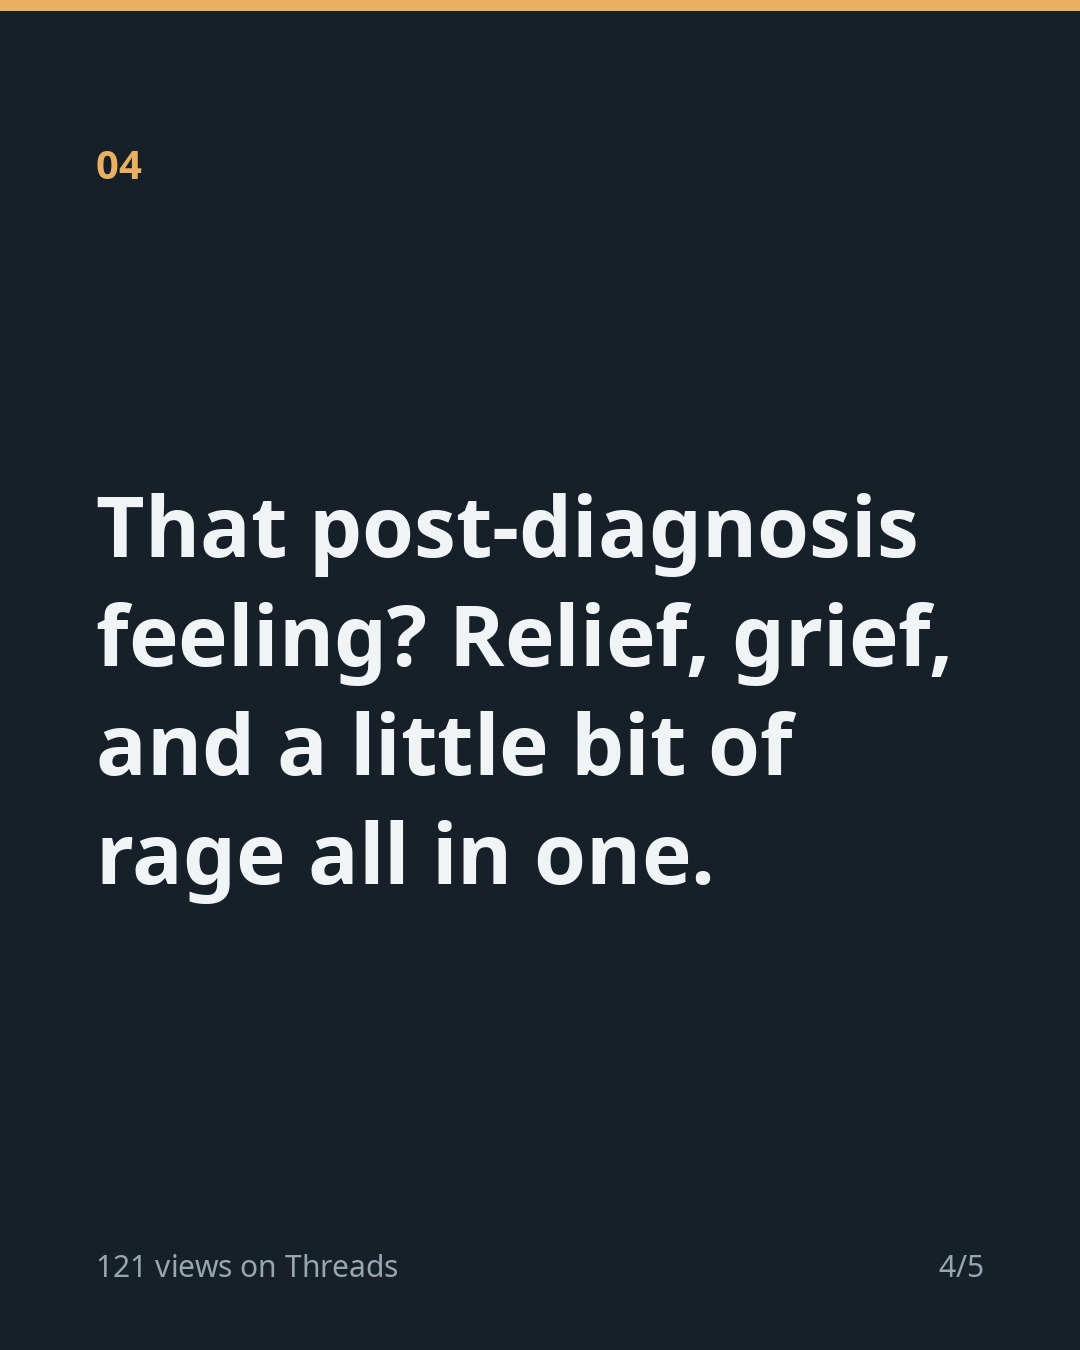 04
That post-diagnosis
feeling? Relief, grief,
and a little bit of
rage all in one.
121 views on Threads
4/5